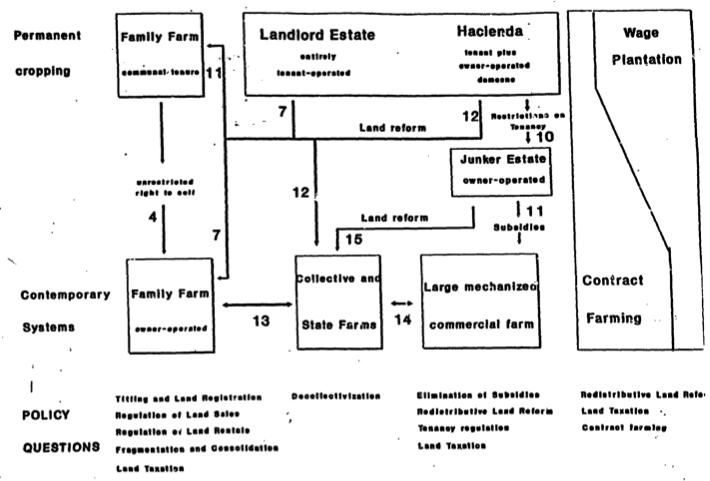 Permanent
cropping
Family Farm
communal-tenure
11
Landlord Estate
entirely
tenant-operated
Hacienda
tenant plus
owner-operated
demesne
Wage
Plantation
7
Land reform
12
Restrictions on
Tenancy
10
Junker Estate
owner-operated
unrestricted
right to sell
4
7
12
Land reform
15
11
Subsidies
Contemporary
Systems
Family Farm
owner-operated
13
Collective and
State Farms
14
Large mechanized
commercial farm
Contract
Farming
POLICY
QUESTIONS
Titling and Land Registration
Regulation of Land Sales
Regulation of Land Rentals
Fragmentation and Consolidation
Land Taxation
Decollectivization
Elimination of Subsidies
Redistributive Land Reform
Tenancy regulation
Land Taxation
Redistributive Land Refo
Land Taxation
Contract farming